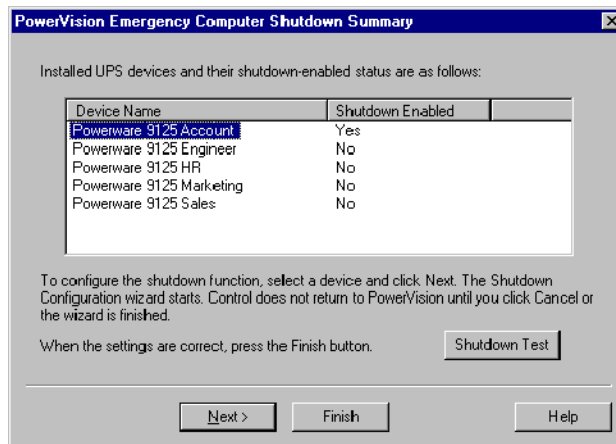 PowerVision Emergency Computer Shutdown Summary
Installed UPS devices and their shutdown-enabled status are as follows:
Device Name Shutdown Enabled
Powerware 9125 Account Yes
Powerware 9125 Engineer No
Powerware 9125 HR No
Powerware 9125 Marketing No
Powerware 9125 Sales No
To configure the shutdown function, select a device and click Next. The Shutdown
Configuration wizard starts. Control does not return to PowerVision until you click Cancel or
the wizard is finished.
When the settings are correct, press the Finish button. Shutdown Test
Next > Finish Help